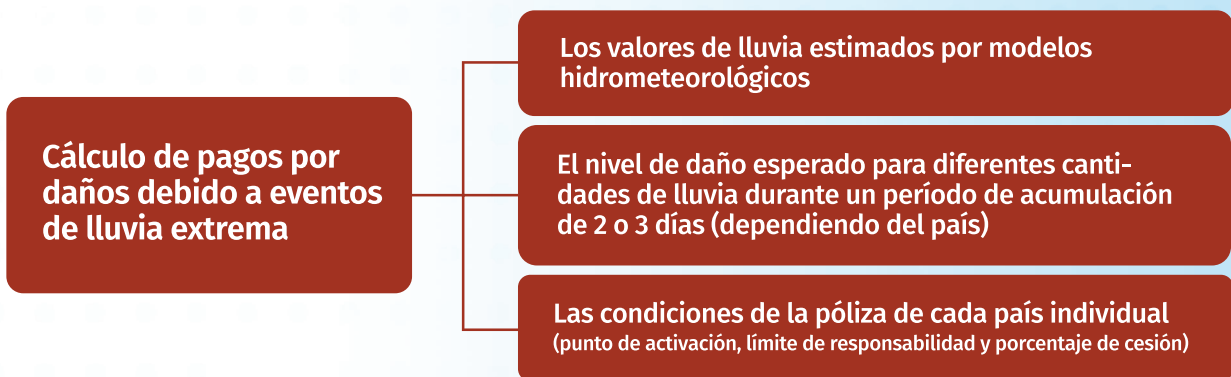 Cálculo de pagos por
daños debido a eventos
de lluvia extrema
Los valores de lluvia estimados por modelos
hidrometeorológicos
El nivel de daño esperado para diferentes canti-
dades de lluvia durante un período de acumulación
de 2 o 3 días (dependiendo del país)
Las condiciones de la póliza de cada país individual
(punto de activación, límite de responsabilidad y porcentaje de cesión)